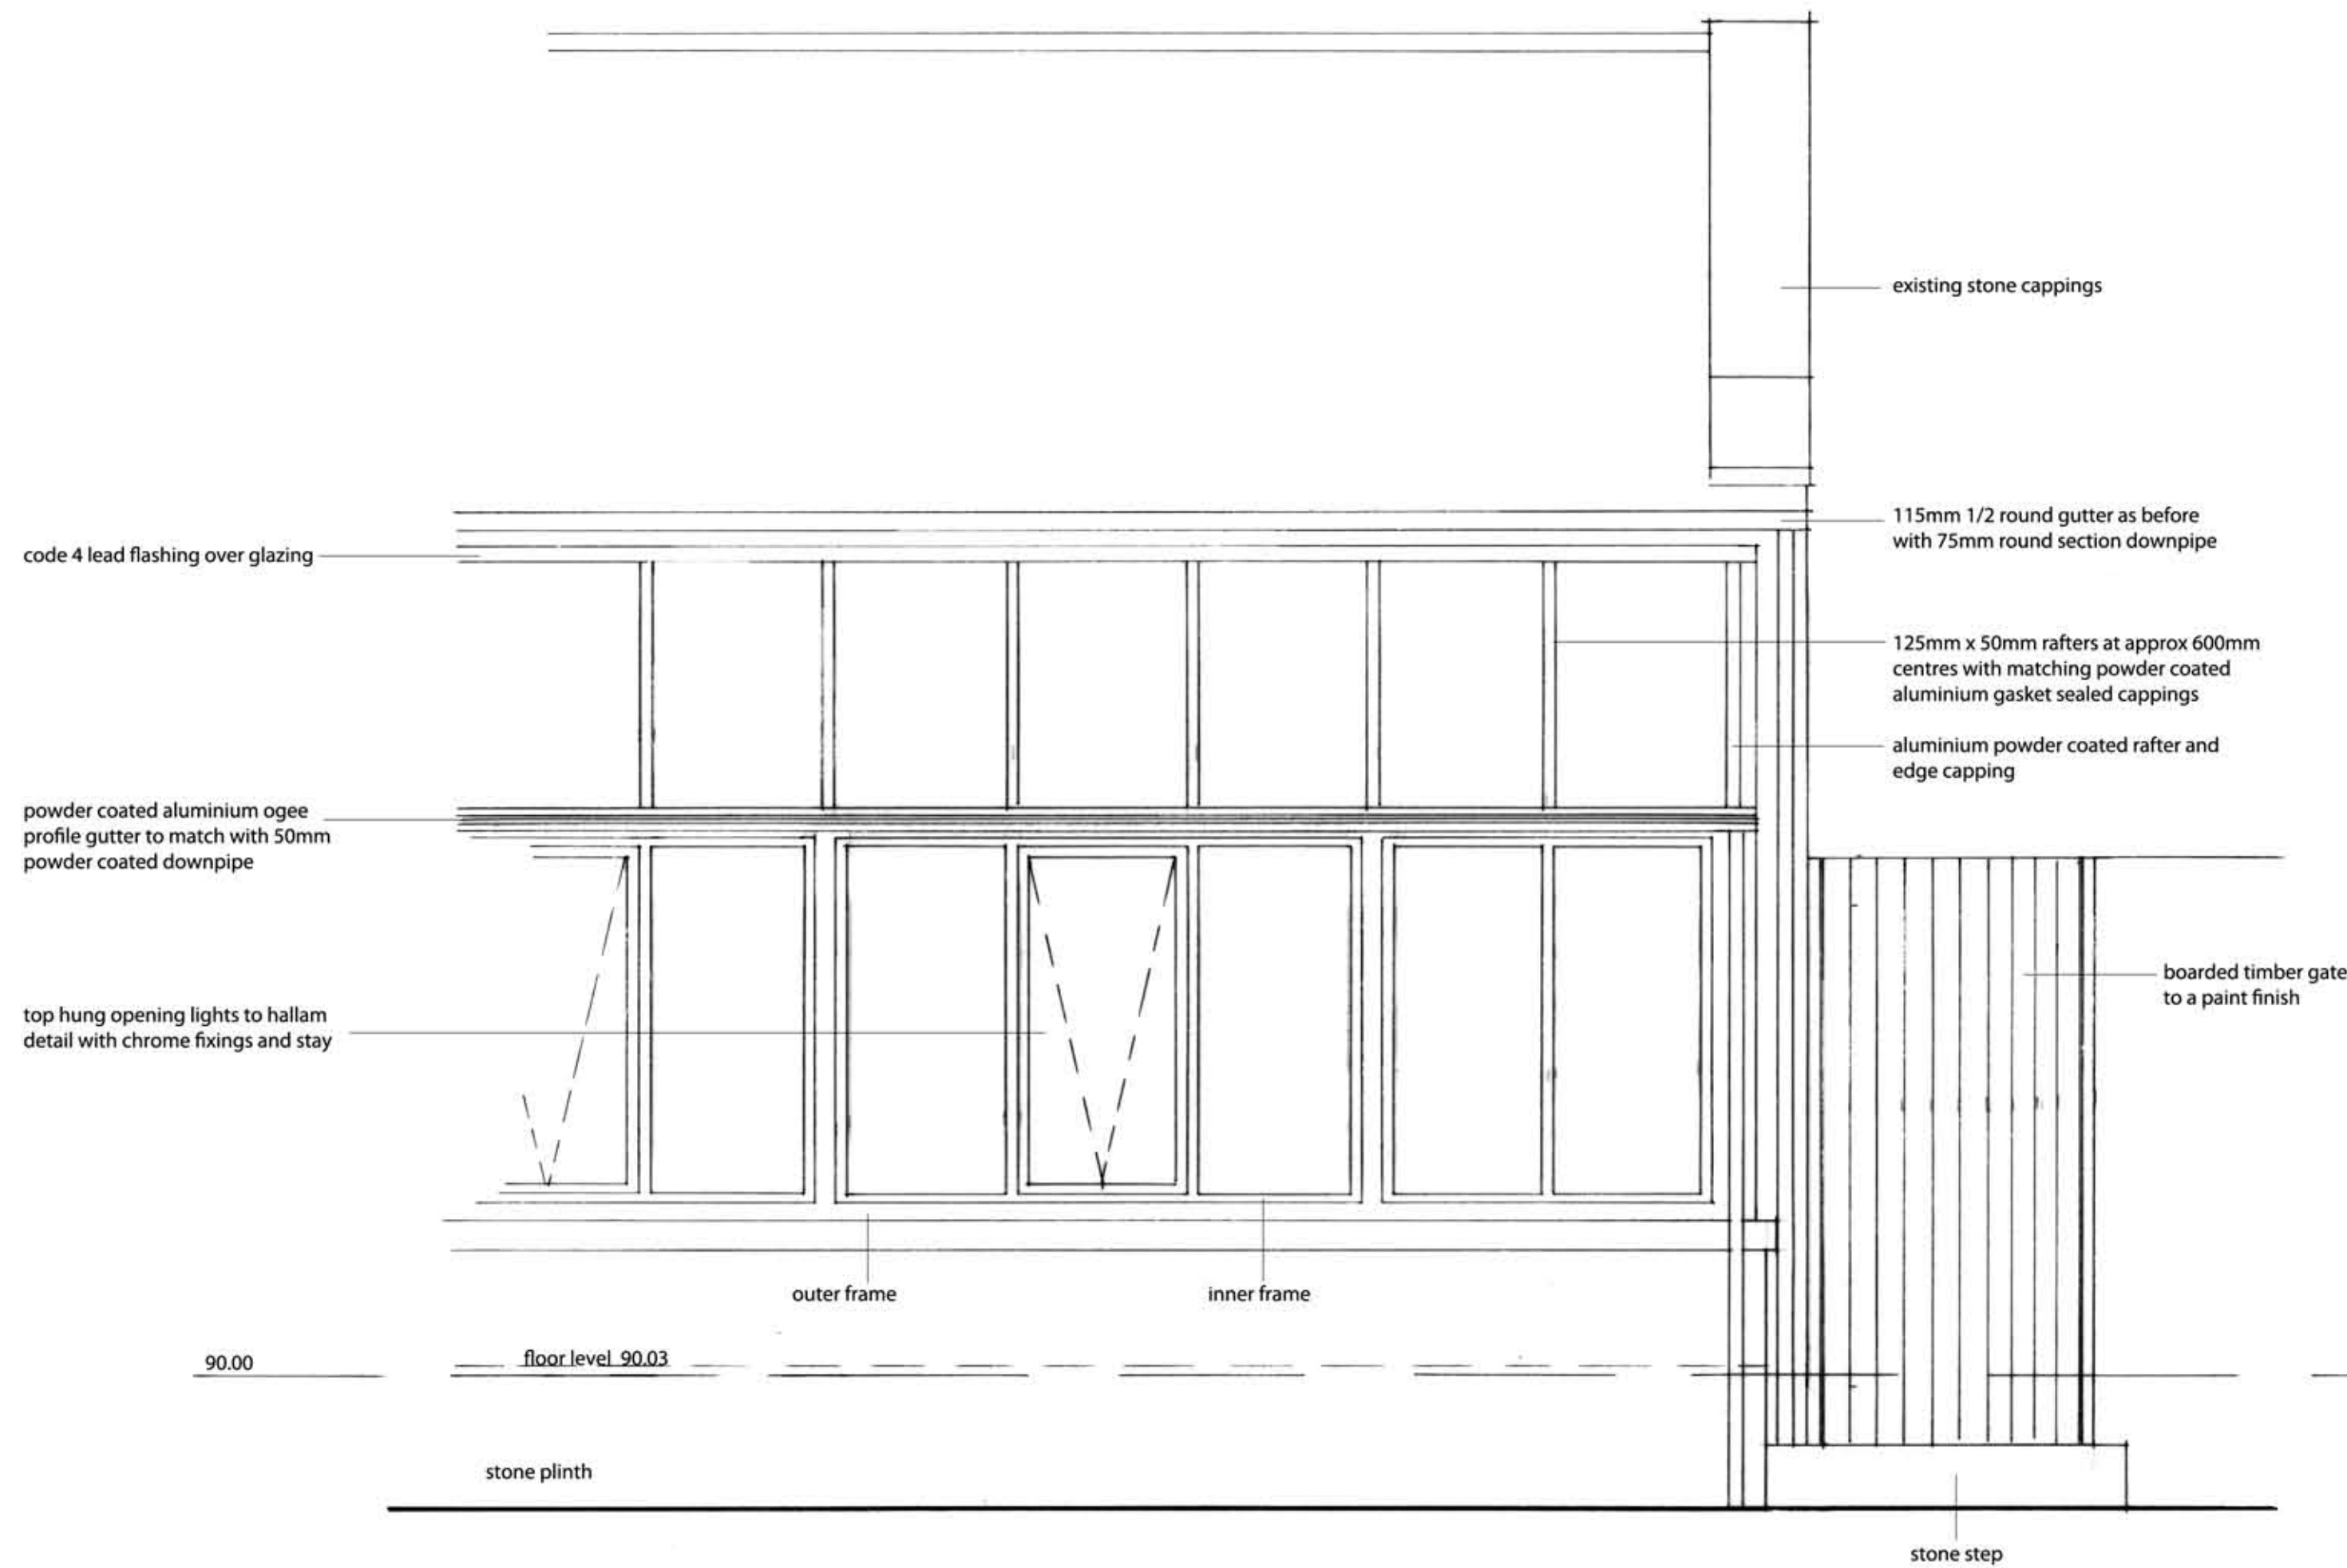 existing stone cappings
115mm 1/2 round gutter as before
with 75mm round section downpipe
code 4 lead flashing over glazing
125mm x 50mm rafters at approx 600mm
centres with matching powder coated
aluminium gasket sealed cappings
aluminium powder coated rafter and
edge capping
powder coated aluminium ogee
profile gutter to match with 50mm
powder coated downpipe
boarded timber gate
to a paint finish
top hung opening lights to hallam
detail with chrome fixings and stay
outer frame
inner frame
90.00
floor level 90.03
stone plinth
stone step